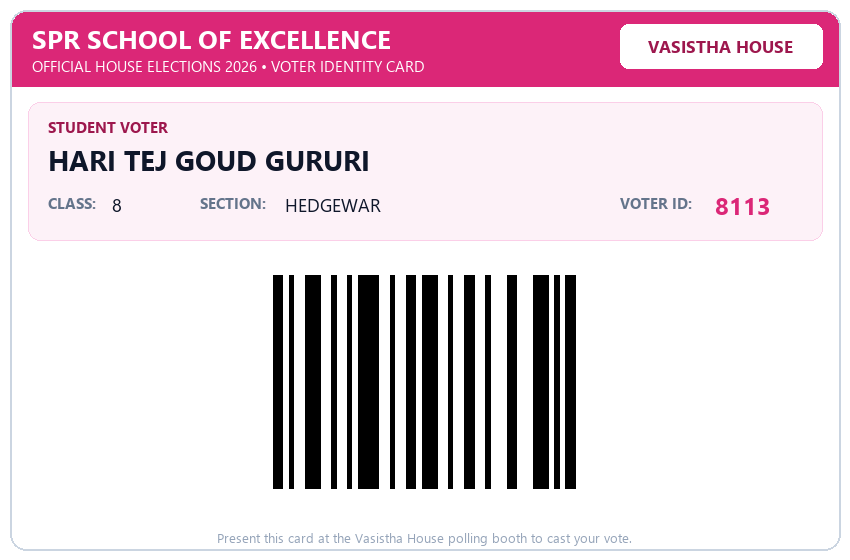 SPR SCHOOL OF EXCELLENCE
OFFICIAL HOUSE ELECTIONS 2026 • VOTER IDENTITY CARD
VASISTHA HOUSE
STUDENT VOTER
HARI TEJ GOUD GURURI
CLASS: 8 SECTION: HEDGEWAR VOTER ID: 8113
Present this card at the Vasistha House polling booth to cast your vote.